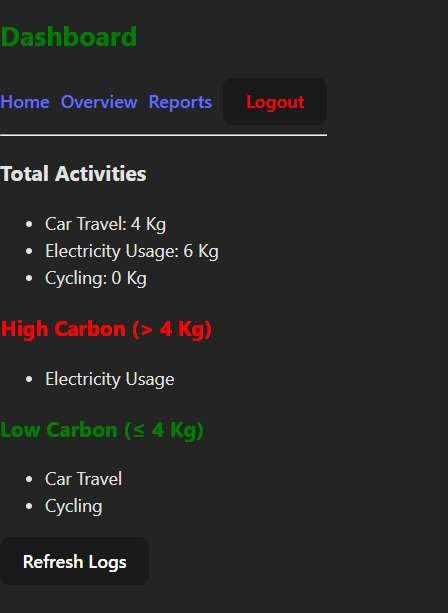 Dashboard
Home Overview Reports Logout
Total Activities
Car Travel: 4 Kg
Electricity Usage: 6 Kg
Cycling: 0 Kg
High Carbon (> 4 Kg)
Electricity Usage
Low Carbon (≤ 4 Kg)
Car Travel
Cycling
Refresh Logs